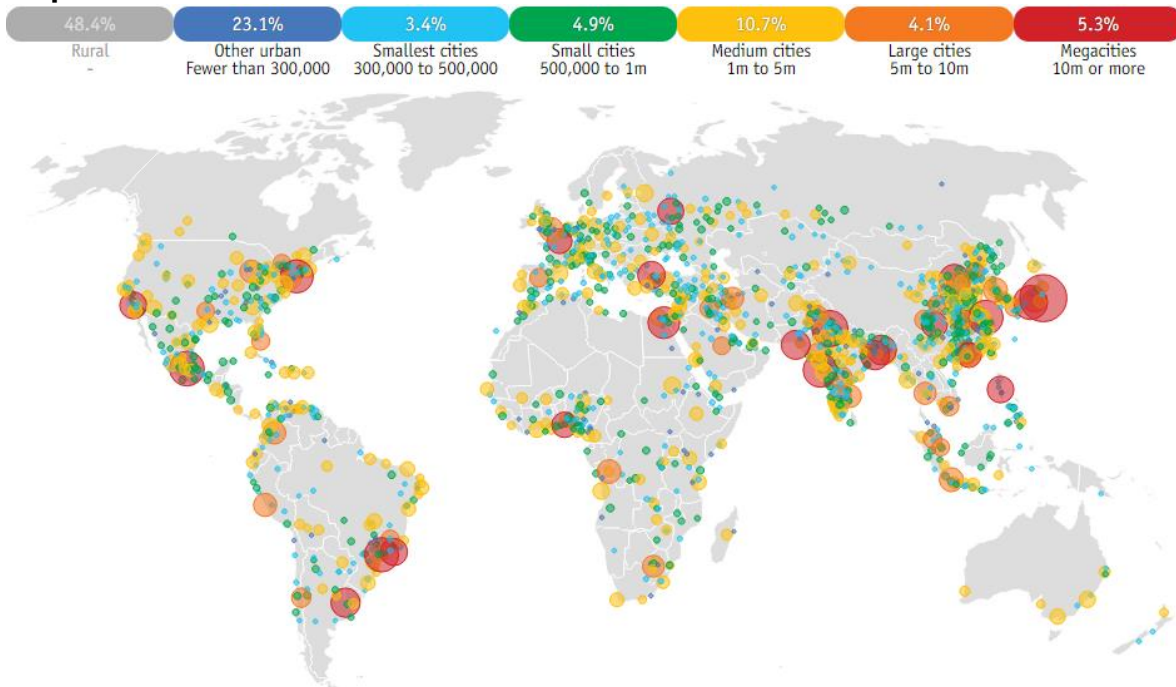 48.4% 23.1% 3.4% 4.9% 10.7% 4.1% 5.3%
Rural Other urban Smallest cities Small cities Medium cities Large cities Megacities
- Fewer than 300,000 300,000 to 500,000 500,000 to 1m 1m to 5m 5m to 10m 10m or more